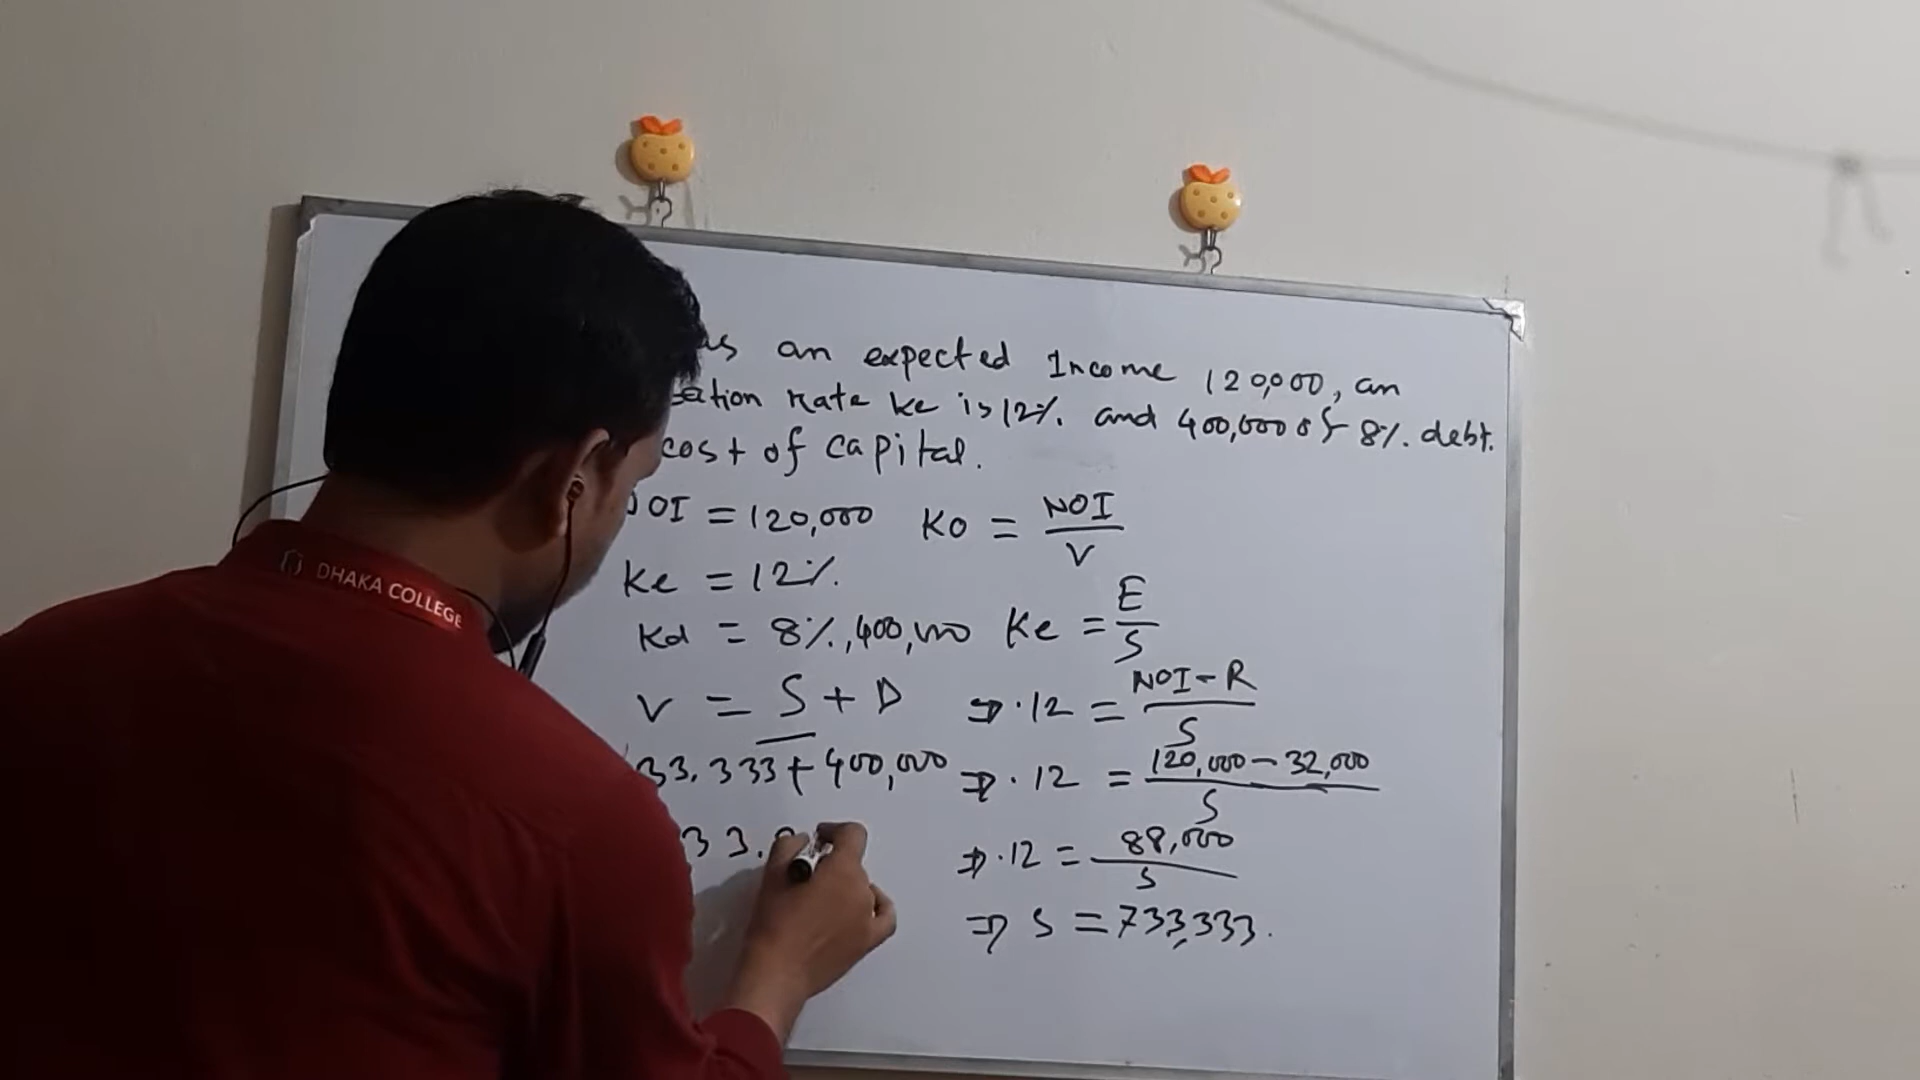 an expected Income 120,000, an
rate ke is 12%. and 400,000 of 8%. debt.
cost of capital.
OI = 120,000 Ko = NOI / V
Ke = 12%.
Kd = 8%, 400,000 Ke = E / S
V = S + D ⇒ .12 = NOI - R / S
33,333 + 400,000 ⇒ .12 = 120,000 - 32,000 / S
33, ⇒ .12 = 88,000 / S
⇒ S = 733,333.
DHAKA COLLEGE